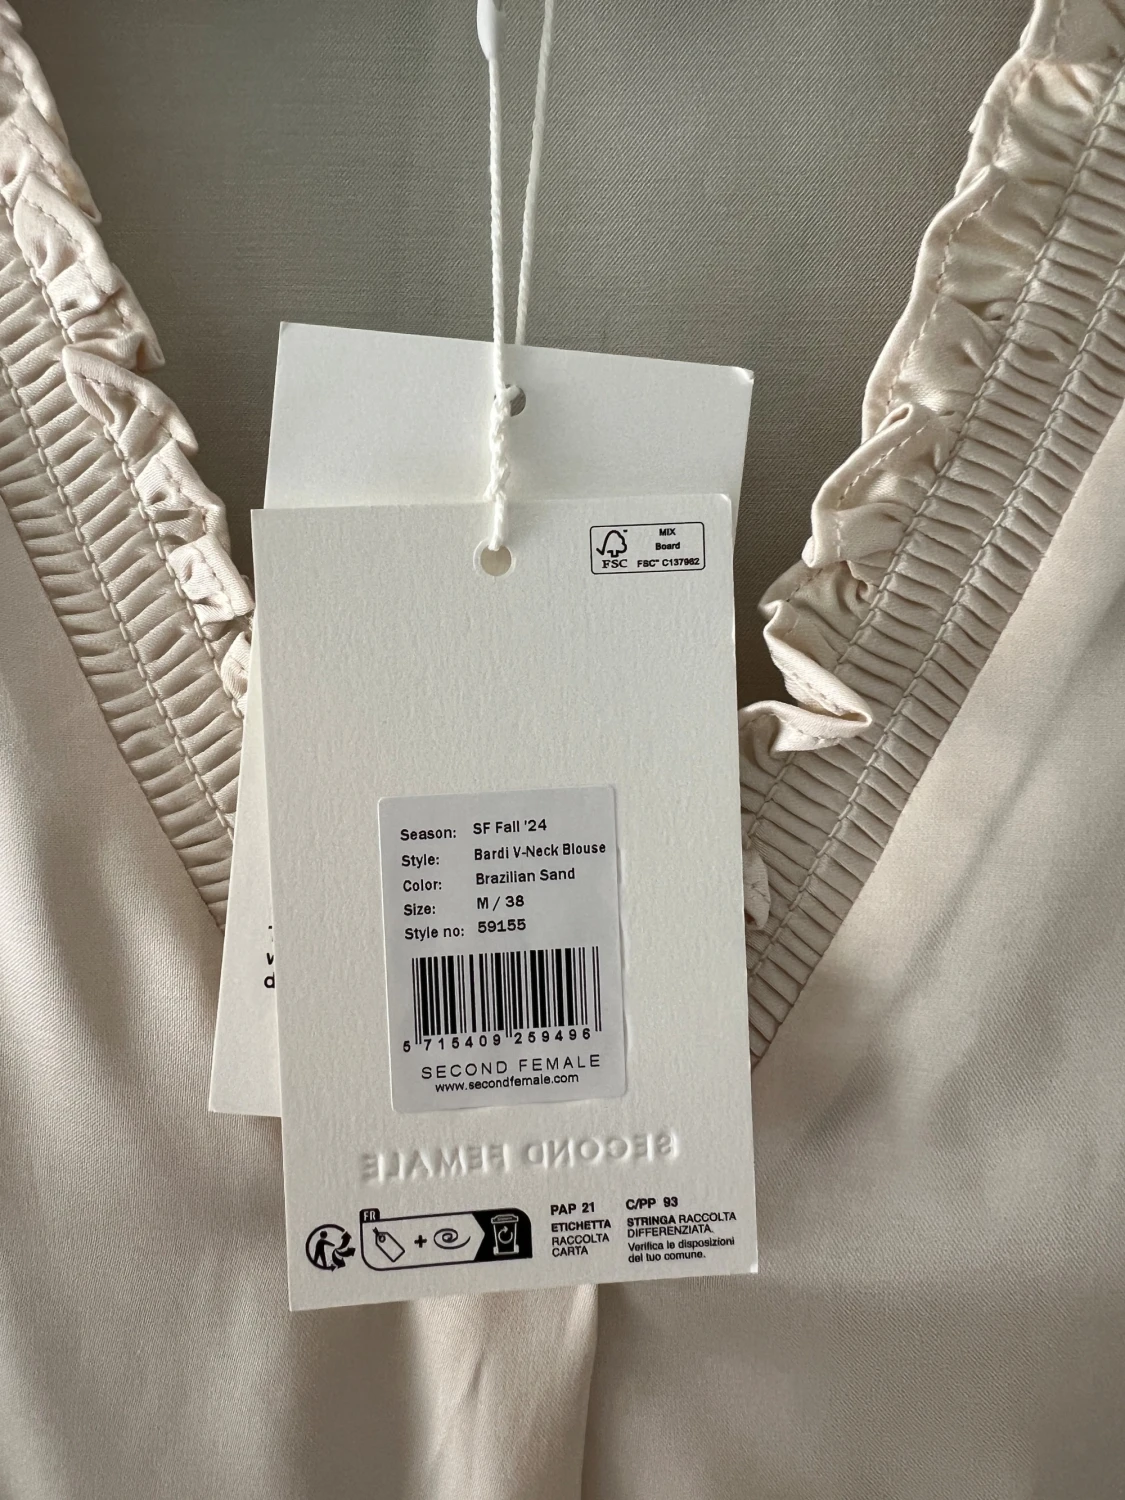 MIX
Board
FSC
FSC™ C137982
Season: SF Fall '24
Style: Bardi V-Neck Blouse
Color: Brazilian Sand
Size: M / 38
Style no: 59155
5 715409 259496
SECOND FEMALE
www.secondfemale.com
SECOND FEMALE
FR
PAP 21
ETICHETTA
RACCOLTA
CARTA
C/PP 93
STRINGA RACCOLTA
DIFFERENZIATA.
Verifica le disposizioni
del tuo comune.